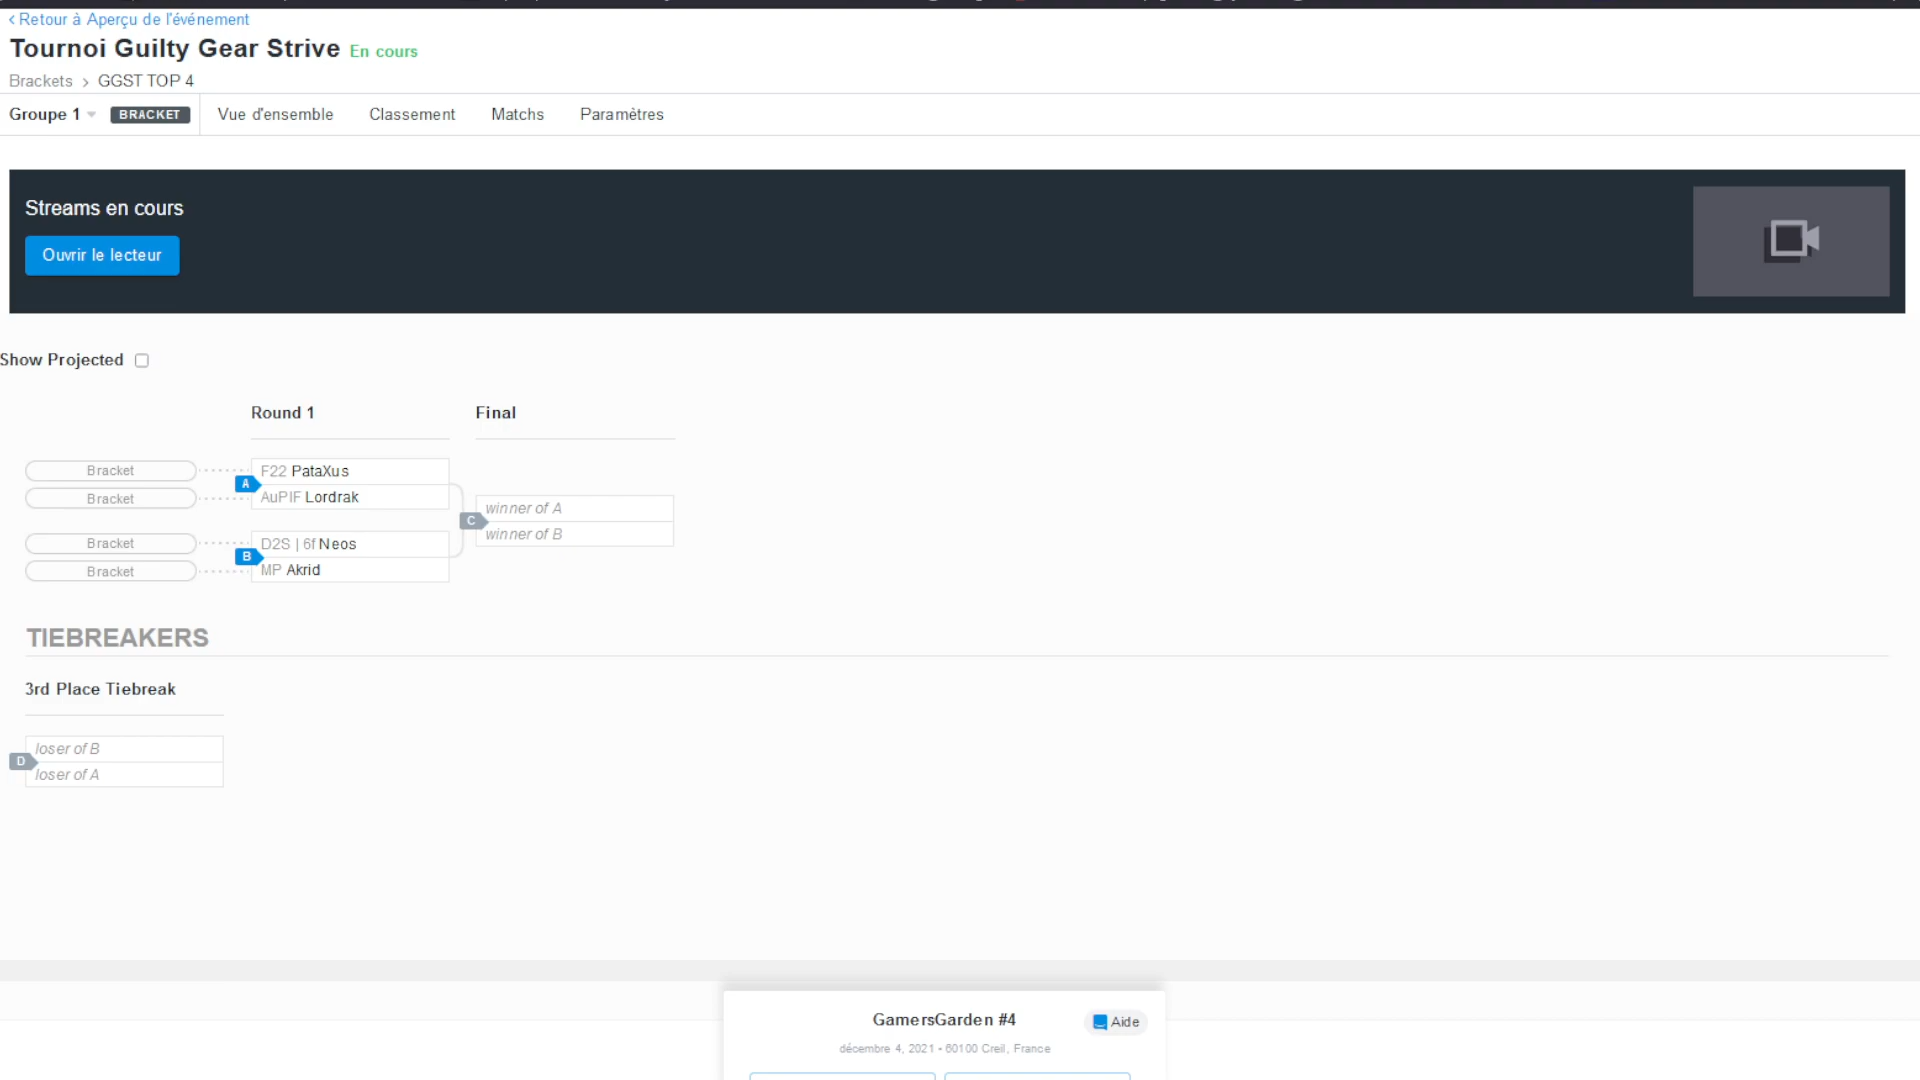 Retour à Aperçu de l'événement
Tournoi Guilty Gear Strive En cours
Brackets > GGST TOP 4
Groupe 1 BRACKET Vue d'ensemble Classement Matchs Paramètres
Streams en cours
Ouvrir le lecteur
Show Projected
Round 1 Final
Bracket
F22 PataXus
A
Bracket
AuPIF Lordrak
winner of A
C
winner of B
Bracket
D2S | 6f Neos
B
Bracket
MP Akrid
TIEBREAKERS
3rd Place Tiebreak
loser of B
D
loser of A
GamersGarden #4
Aide
décembre 4, 2021 • 60100 Creil, France